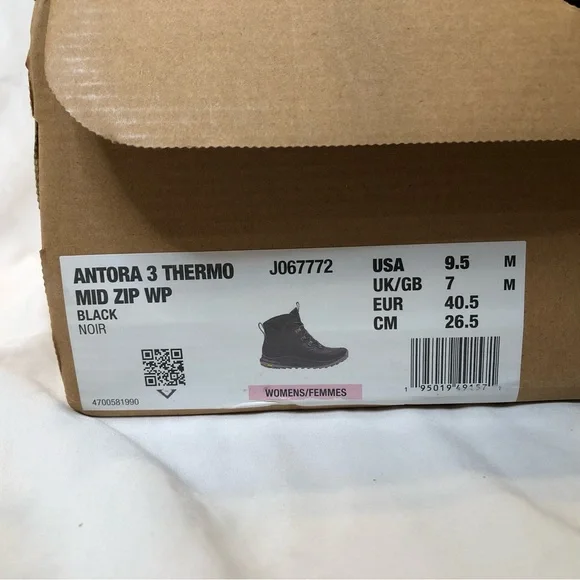 ANTORA 3 THERMO
MID ZIP WP
BLACK
NOIR
4700581990
J067772
WOMENS/FEMMES
USA 9.5 M
UK/GB 7 M
EUR 40.5
CM 26.5